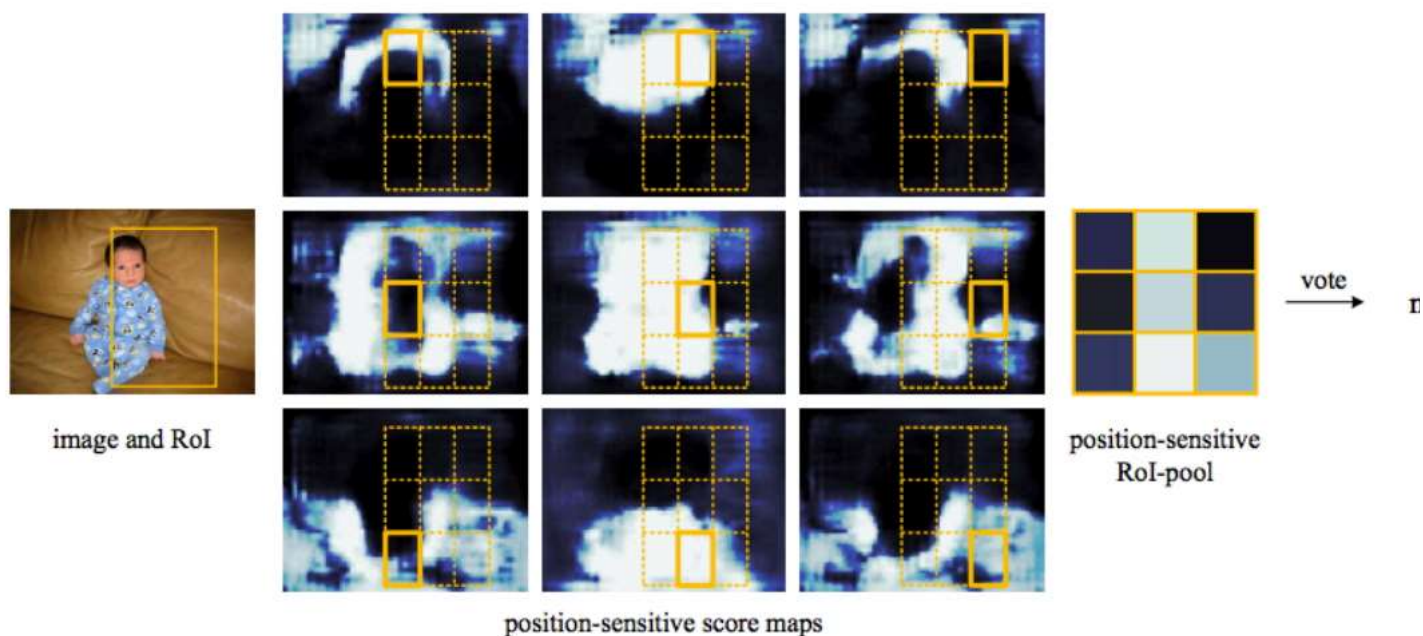 image and RoI
position-sensitive score maps
position-sensitive
RoI-pool
vote